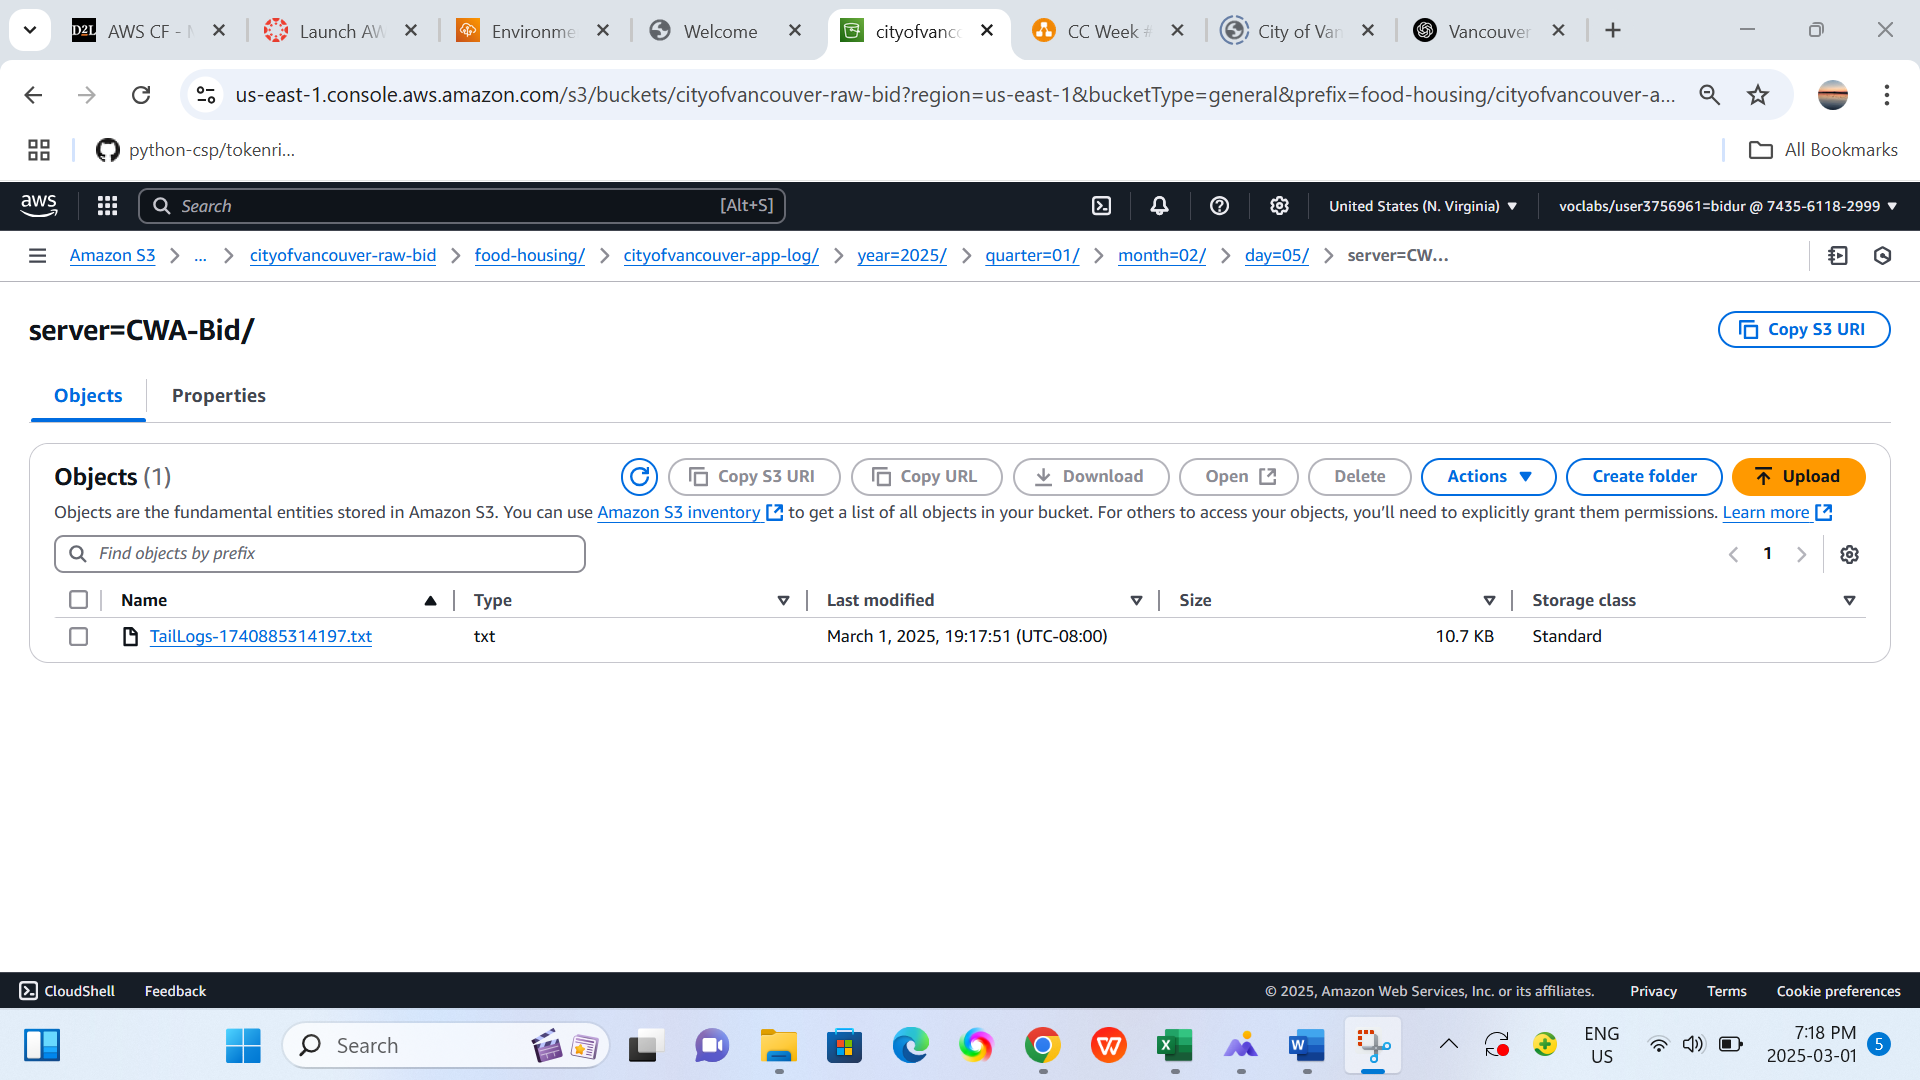 D2L AWS CF - Launch AW Environme Welcome cityofvanco CC Week # City of Van Vancouver
us-east-1.console.aws.amazon.com/s3/buckets/cityofvancouver-raw-bid?region=us-east-1&bucketType=general&prefix=food-housing/cityofvancouver-a...
python-csp/tokenri... All Bookmarks
aws Search [Alt+S] United States (N. Virginia) voclabs/user3756961=bidur @ 7435-6118-2999
Amazon S3 ... cityofvancouver-raw-bid food-housing/ cityofvancouver-app-log/ year=2025/ quarter=01/ month=02/ day=05/ server=CW...
server=CWA-Bid/ Copy S3 URI
Objects Properties
Objects (1) Copy S3 URI Copy URL Download Open Delete Actions Create folder Upload
Objects are the fundamental entities stored in Amazon S3. You can use Amazon S3 inventory to get a list of all objects in your bucket. For others to access your objects, you’ll need to explicitly grant them permissions. Learn more
Find objects by prefix 1
Name Type Last modified Size Storage class
TailLogs-1740885314197.txt txt March 1, 2025, 19:17:51 (UTC-08:00) 10.7 KB Standard
CloudShell Feedback © 2025, Amazon Web Services, Inc. or its affiliates. Privacy Terms Cookie preferences
Search ENG 7:18 PM 5
US 2025-03-01